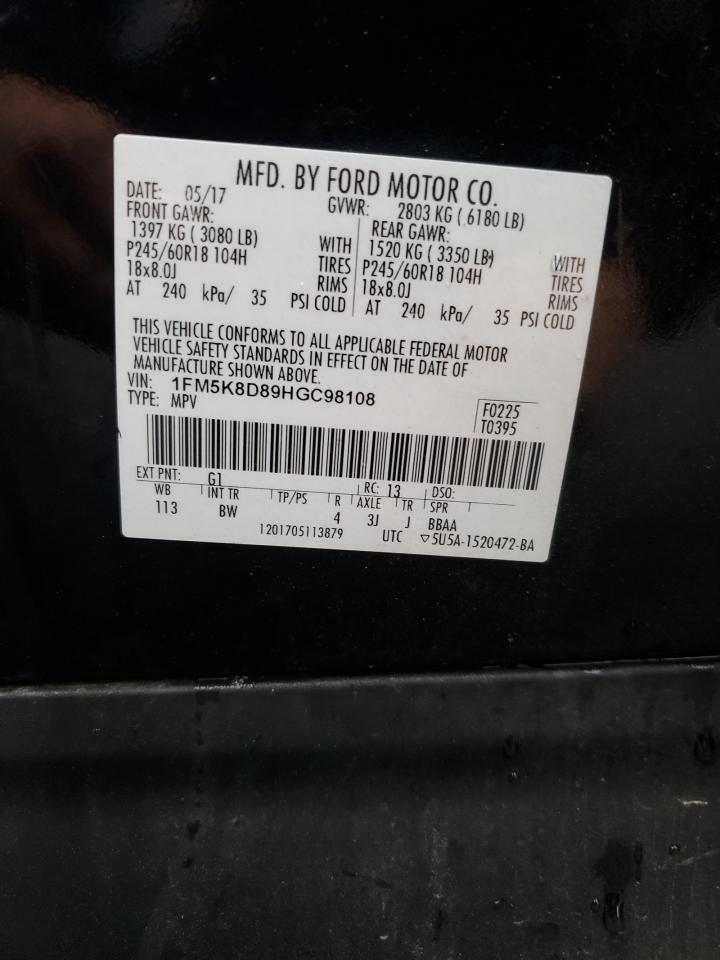 MFD. BY FORD MOTOR CO.
DATE: 05/17 GVWR: 2803 KG ( 6180 LB)
FRONT GAWR: REAR GAWR:
1397 KG ( 3080 LB) WITH 1520 KG ( 3350 LB) WITH
P245/60R18 104H TIRES P245/60R18 104H TIRES
18x8.0J RIMS 18x8.0J RIMS
AT 240 kPa/ 35 PSI COLD AT 240 kPa/ 35 PSI COLD
THIS VEHICLE CONFORMS TO ALL APPLICABLE FEDERAL MOTOR
VEHICLE SAFETY STANDARDS IN EFFECT ON THE DATE OF
MANUFACTURE SHOWN ABOVE.
VIN: 1FM5K8D89HGC98108
TYPE: MPV
F0225
T0395
EXT PNT: G1 RC: 13 DSO:
WB INT TR TP/PS R AXLE TR SPR
113 BW 4 3J J BBAA
1201705113879 UTC ▽5U5A-1520472-BA